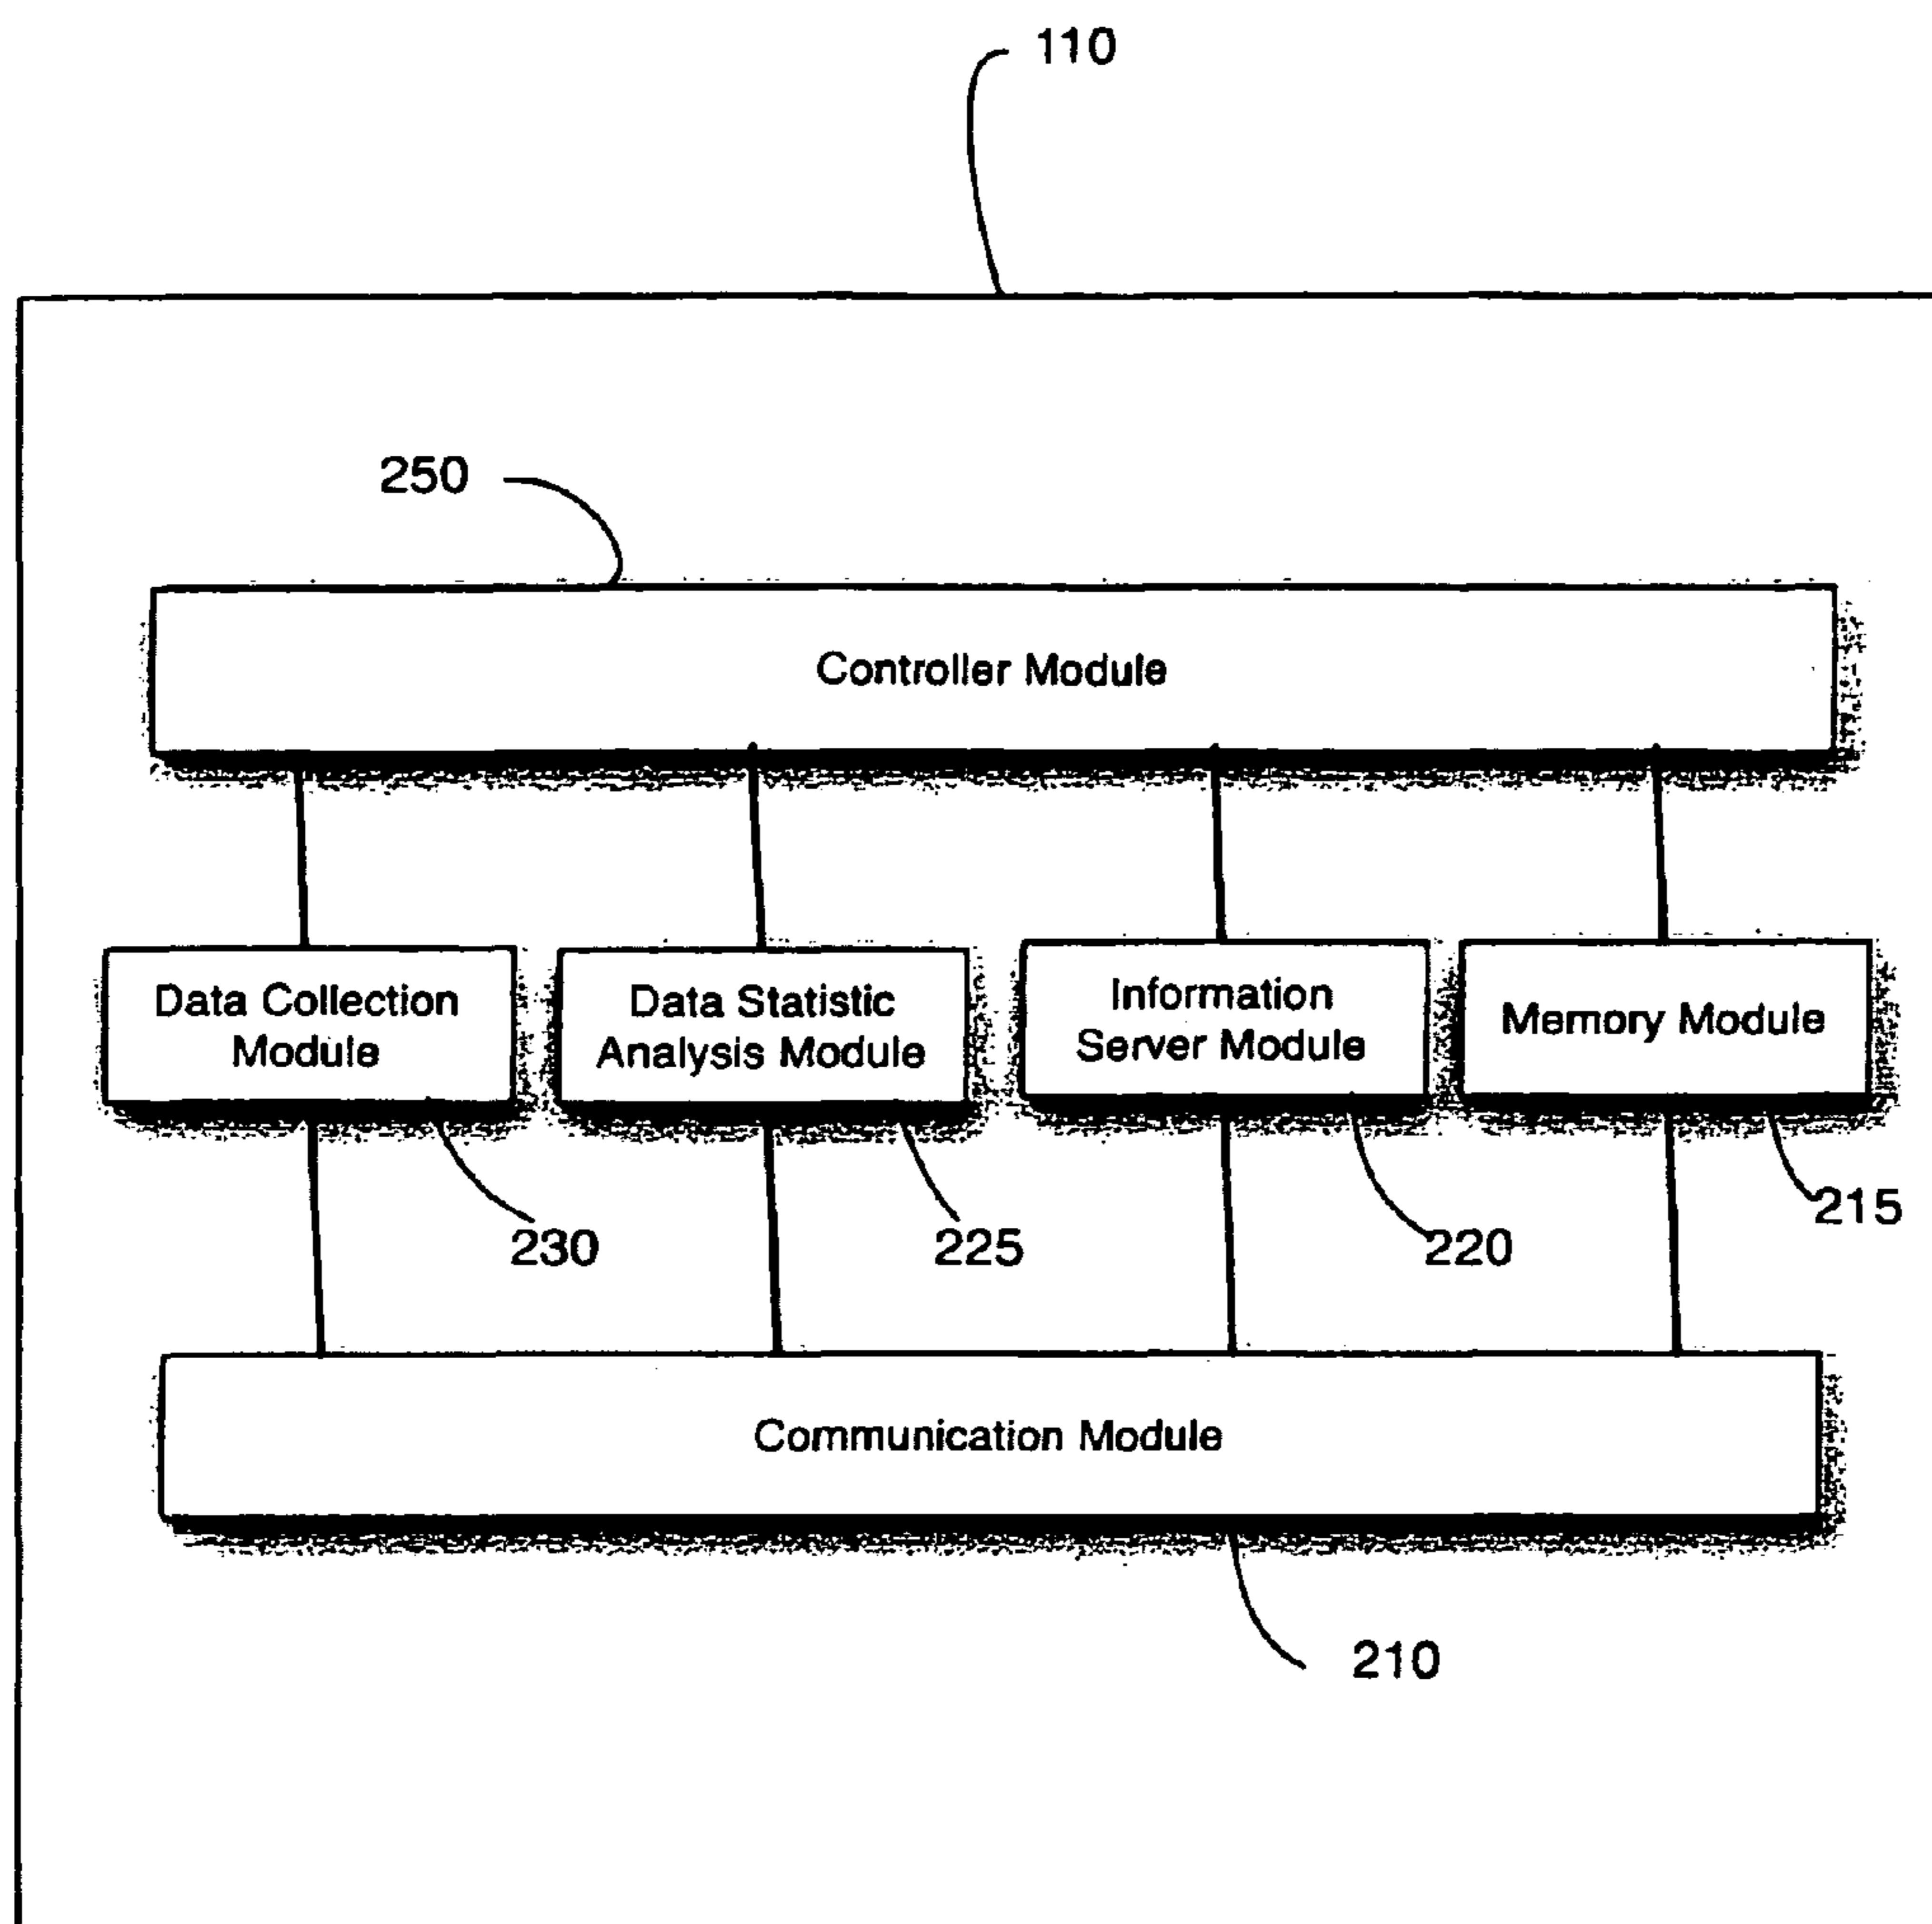 110
250
Controller Module
Data Collection
Module
Data Statistic
Analysis Module
Information
Server Module
Memory Module
230
225
220
215
Communication Module
210